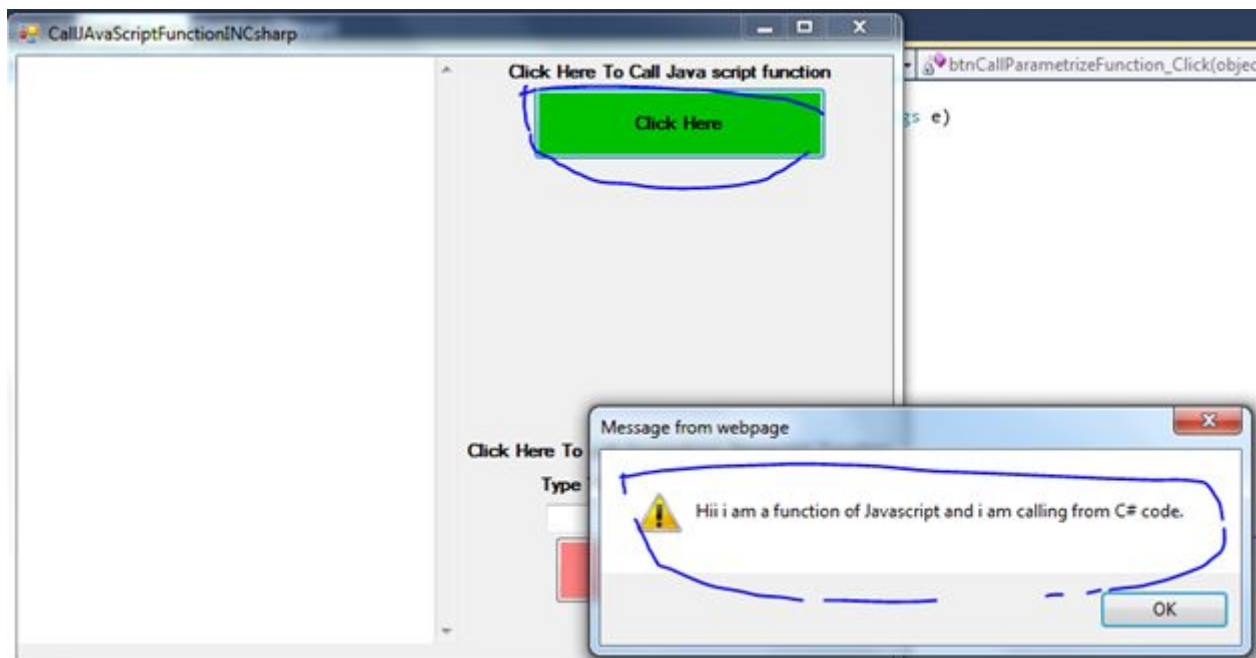 CallJAvaScriptFunctionINCsharp
Click Here To Call Java script function
btnCallParametrizeFunction_Click(objec
Click Here
gs e)
Message from webpage
Click Here To
Type
Hii i am a function of Javascript and i am calling from C# code.
OK